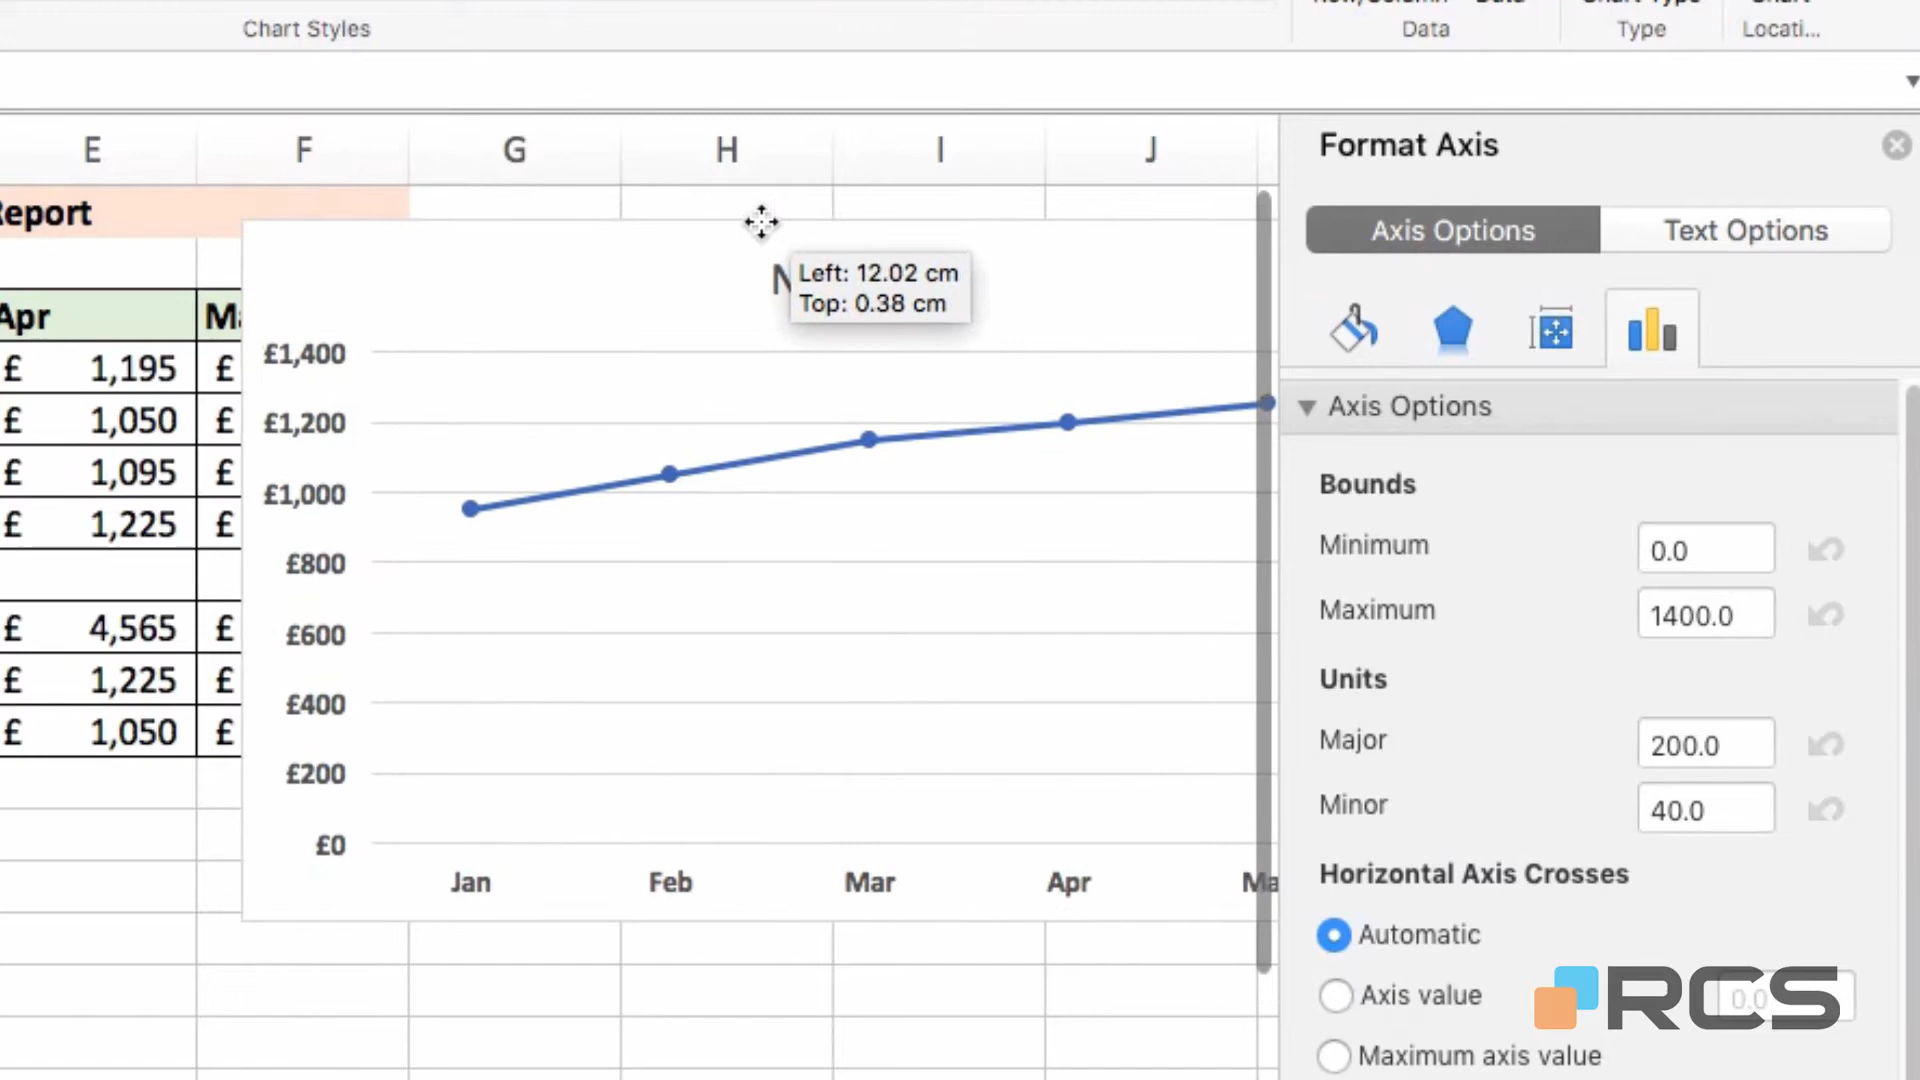 Chart Styles
Data
Type
Locati...
E F G H I J
Report
Apr
£ 1,195 £
£ 1,050 £
£ 1,095 £
£ 1,225 £
£ 4,565 £
£ 1,225 £
£ 1,050 £
Left: 12.02 cm
Top: 0.38 cm
£1,400
£1,200
£1,000
£800
£600
£400
£200
£0
Jan Feb Mar Apr
Format Axis
Axis Options Text Options
Axis Options
Bounds
Minimum 0.0
Maximum 1400.0
Units
Major 200.0
Minor 40.0
Horizontal Axis Crosses
Automatic
Axis value 0.0
Maximum axis value
RCS